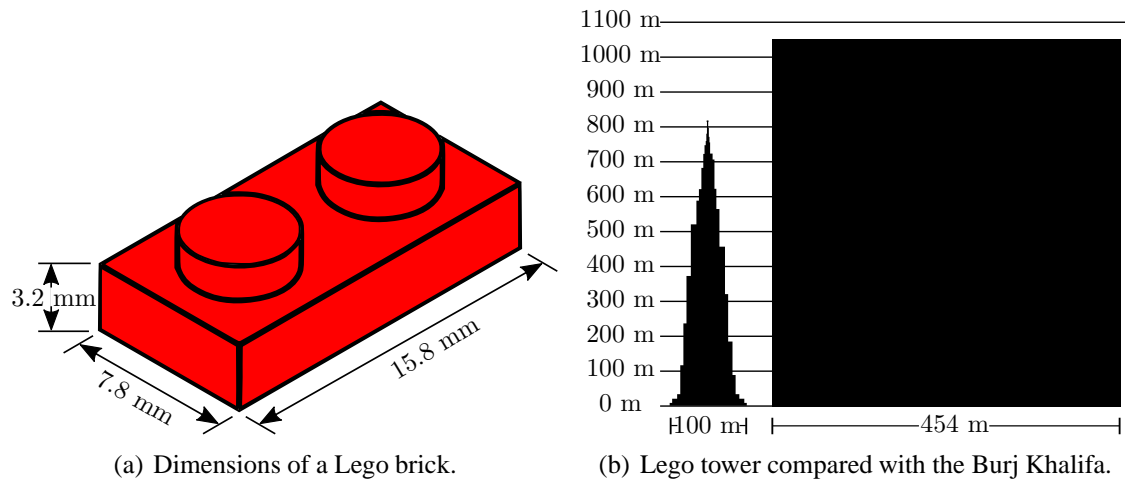 3.2 mm
7.8 mm
15.8 mm
(a) Dimensions of a Lego brick.
1100 m
1000 m
900 m
800 m
700 m
600 m
500 m
400 m
300 m
200 m
100 m
0 m
100 m
454 m
(b) Lego tower compared with the Burj Khalifa.